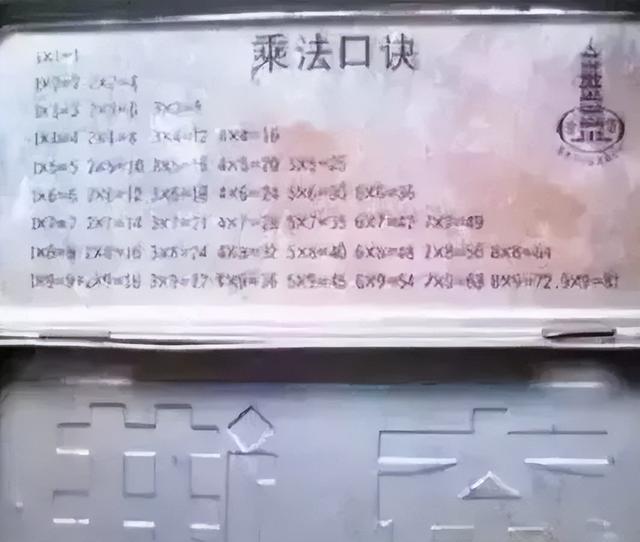 乘法口诀
1×1=1
1×2=2 2×2=4
1×3=3 2×3=6 3×3=9
1×4=4 2×4=8 3×4=12 4×4=16
1×5=5 2×5=10 3×5=15 4×5=20 5×5=25
1×6=6 2×6=12 3×6=18 4×6=24 5×6=30 6×6=36
1×7=7 2×7=14 3×7=21 4×7=28 5×7=35 6×7=42 7×7=49
1×8=8 2×8=16 3×8=24 4×8=32 5×8=40 6×8=48 7×8=56 8×8=64
1×9=9 2×9=18 3×9=27 4×9=36 5×9=45 6×9=54 7×9=63 8×9=72 9×9=81